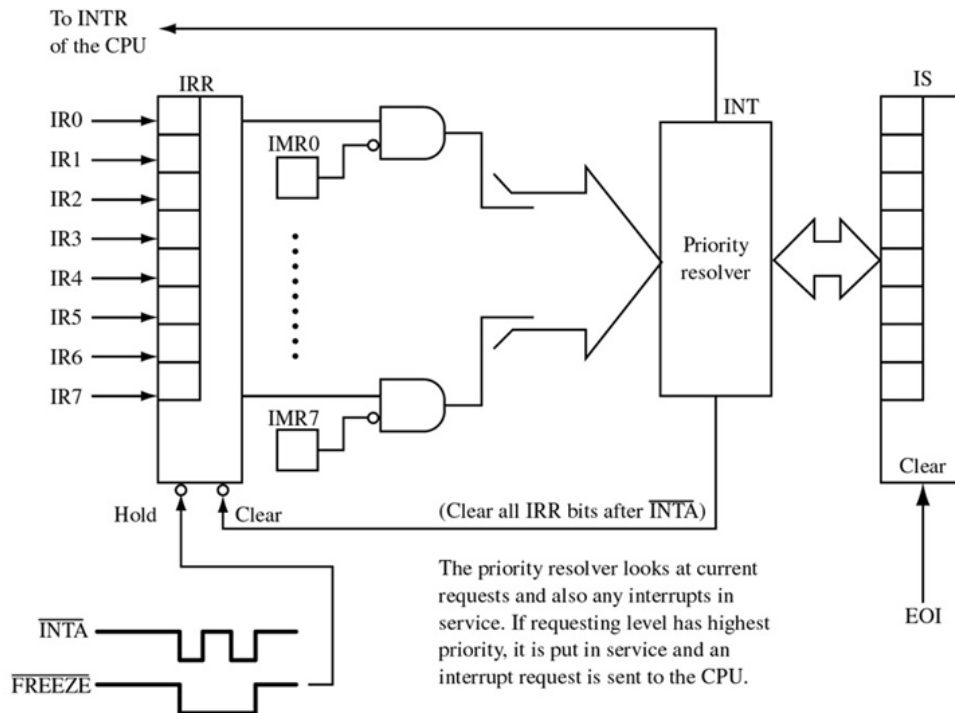 To INTR
of the CPU
IRR
IS
INT
IR0
IR1
IR2
IR3
IR4
IR5
IR6
IR7
IMR0
IMR7
Priority
resolver
Clear
Hold
Clear
(Clear all IRR bits after INTA)
The priority resolver looks at current
requests and also any interrupts in
service. If requesting level has highest
priority, it is put in service and an
interrupt request is sent to the CPU.
EOI
INTA
FREEZE